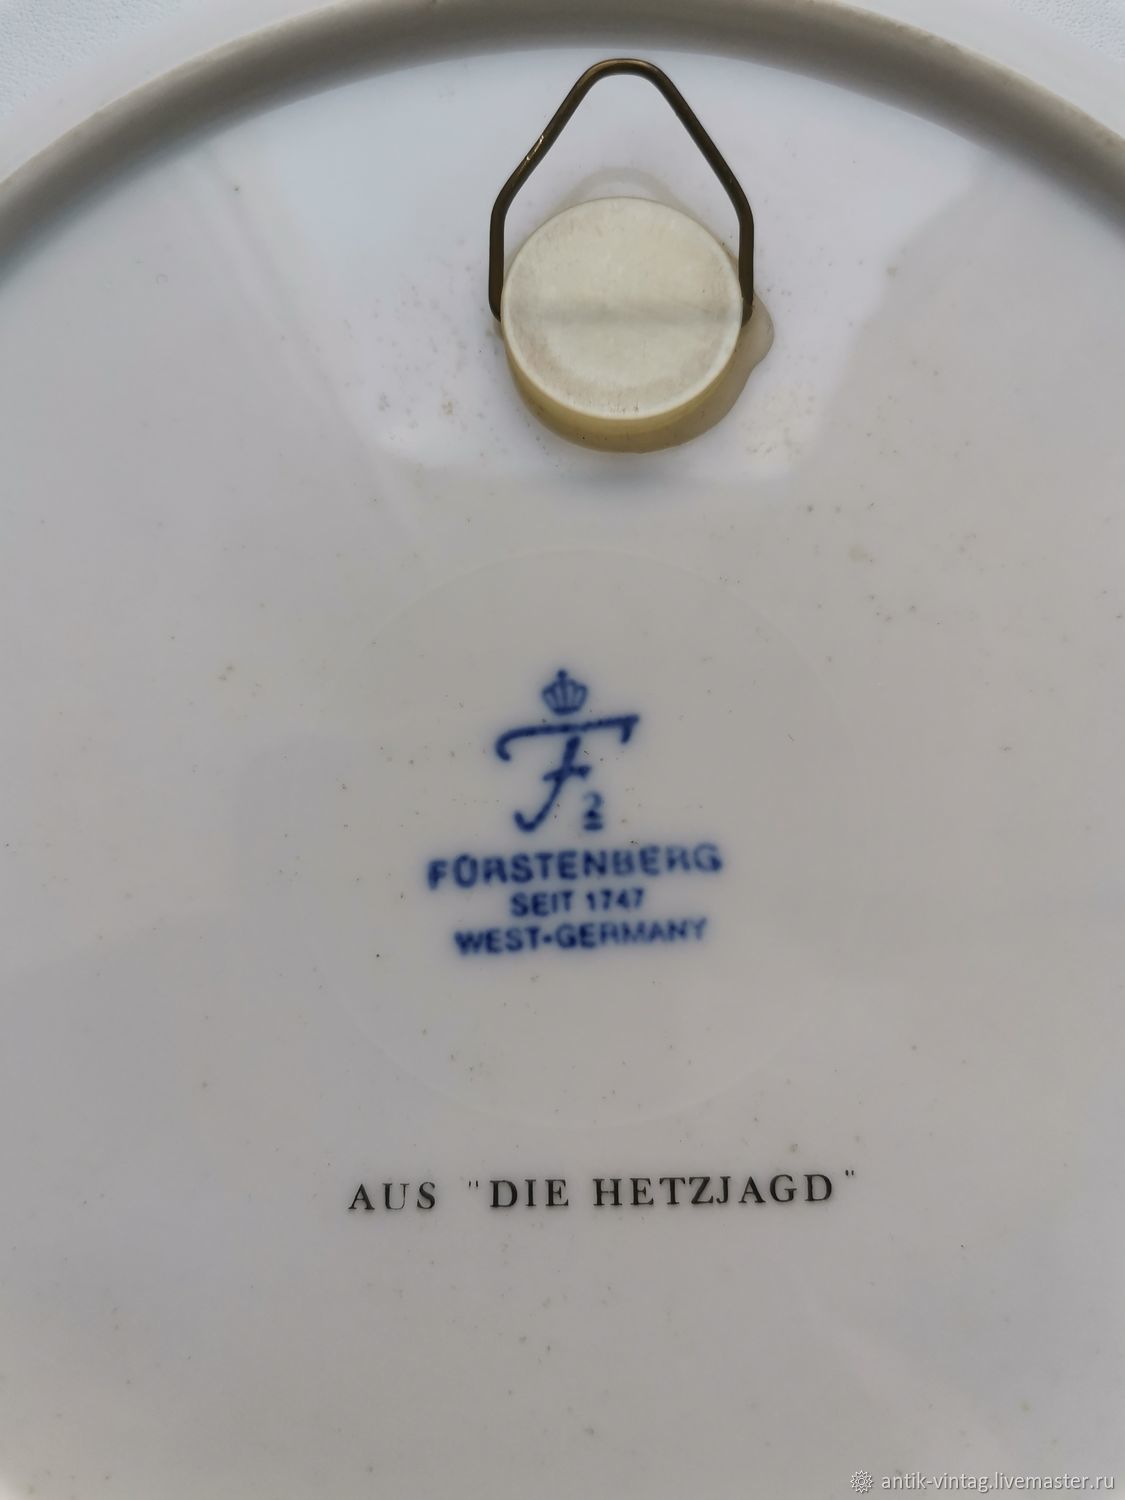 F 2
FÜRSTENBERG
SEIT 1747
WEST-GERMANY
AUS "DIE HETZJAGD"
antik-vintag.livemaster.ru